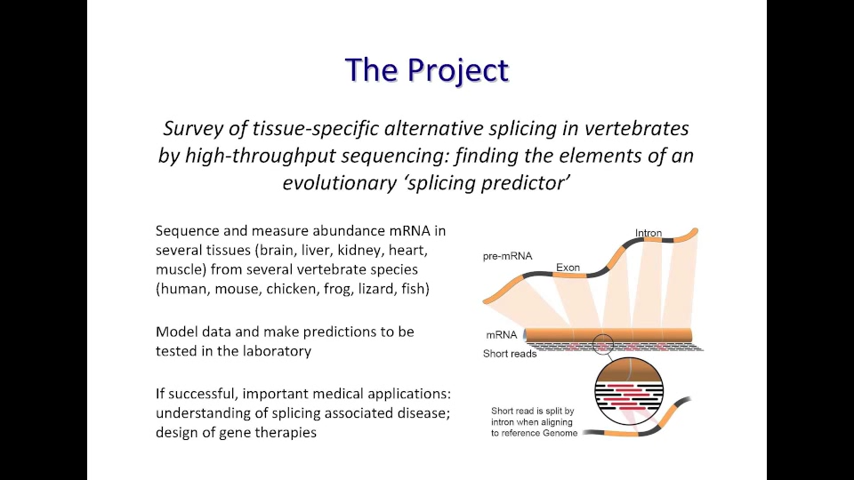 The Project
Survey of tissue-specific alternative splicing in vertebrates
by high-throughput sequencing: finding the elements of an
evolutionary ‘splicing predictor’
Sequence and measure abundance mRNA in
several tissues (brain, liver, kidney, heart,
muscle) from several vertebrate species
(human, mouse, chicken, frog, lizard, fish)
Model data and make predictions to be
tested in the laboratory
If successful, important medical applications:
understanding of splicing associated disease;
design of gene therapies
Intron
pre-mRNA
Exon
mRNA
Short reads
Short read is split by
intron when aligning
to reference Genome